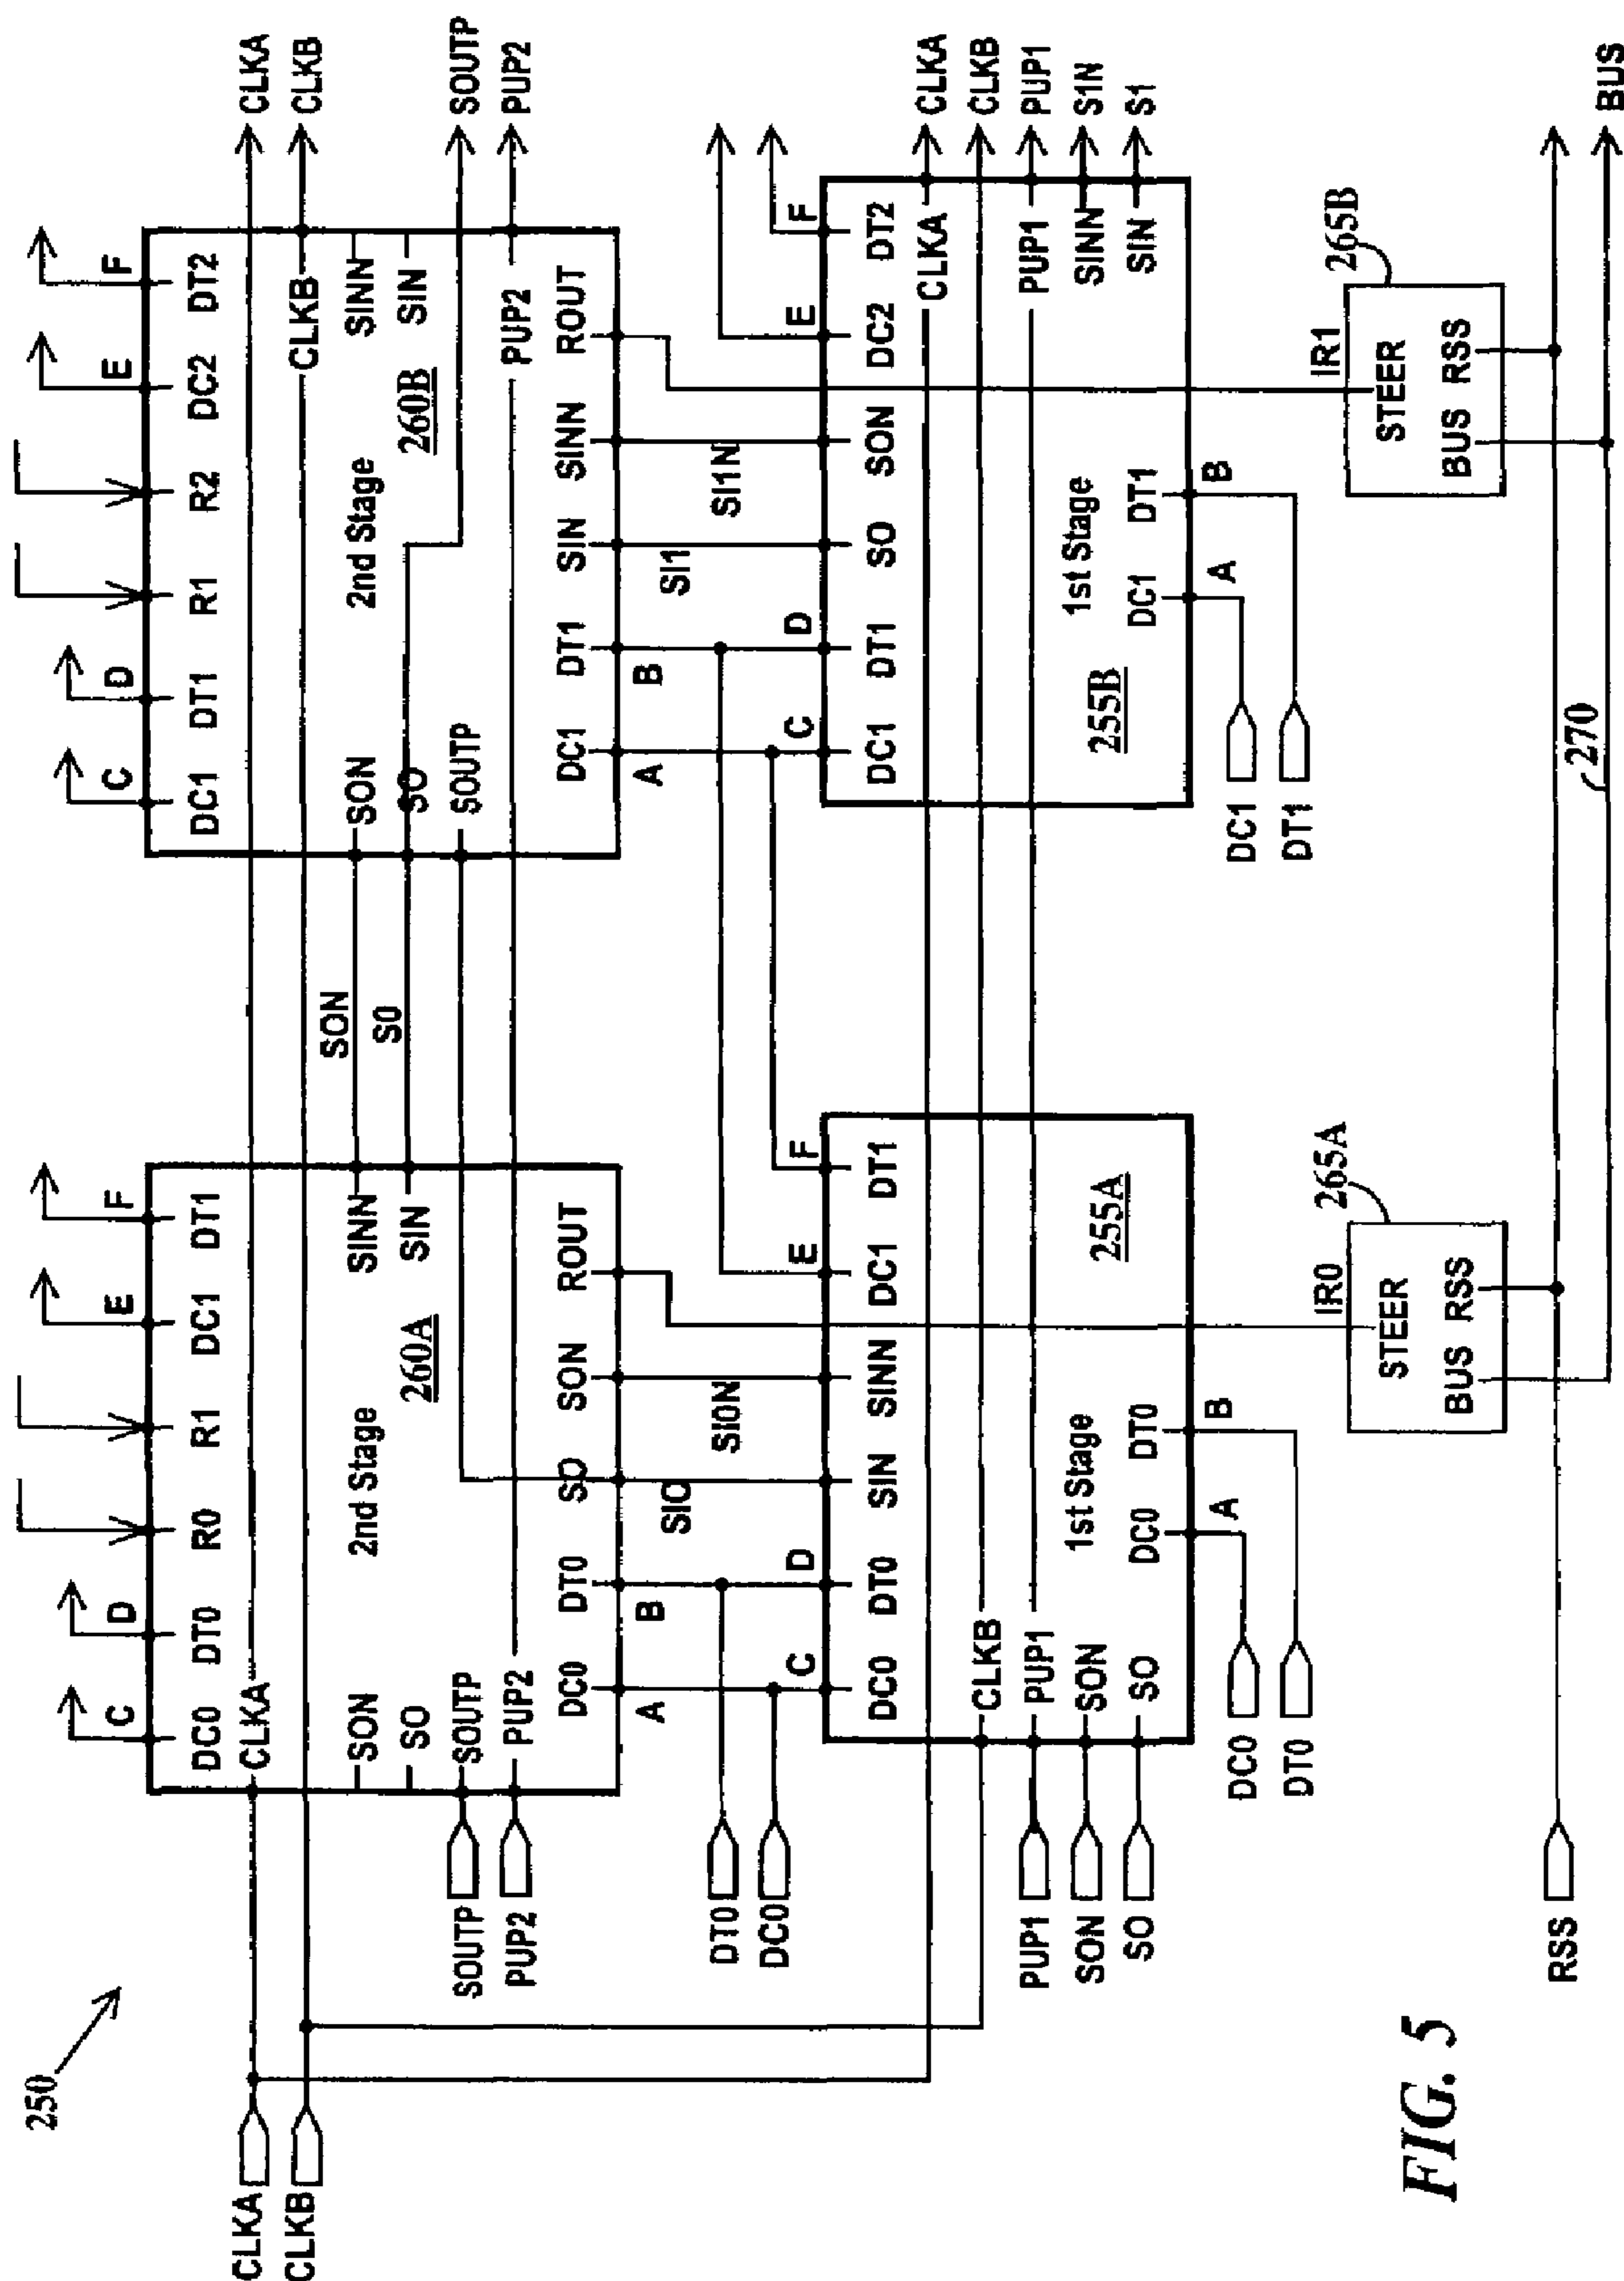 250
CLKA
CLKB
CLKA
CLKB
SOUTP
PUP2
C
D
E
F
DC0
DT0
R0
R1
DC1
DT1
CLKA
SON
SO
SOUTP
PUP2
2nd Stage
260A
SINN
SIN
DC0
DT0
SO
SON
ROUT
A
B
SOUTP
PUP2
SON
S0
C
D
E
F
DC1
DT1
R1
R2
DC2
DT2
CLKB
SON
SO
SOUTP
2nd Stage
260B
SINN
SIN
PUP2
DC1
DT1
SIN
SINN
ROUT
A
B
DT0
DC0
SIO
SION
SI1
SI1N
C
D
E
F
DC0
DT0
SIN
SINN
DC1
DT1
CLKB
PUP1
SON
SO
1st Stage
255A
DC0
DT0
A
B
PUP1
SON
SO
DC0
DT0
C
D
E
F
DC1
DT1
SO
SON
DC2
DT2
CLKA
PUP1
SINN
SIN
1st Stage
255B
DC1
DT1
A
B
DC1
DT1
CLKA
CLKB
PUP1
S1N
S1
IR0
265A
STEER
BUS RSS
IR1
265B
STEER
BUS RSS
RSS
270
BUS
FIG. 5